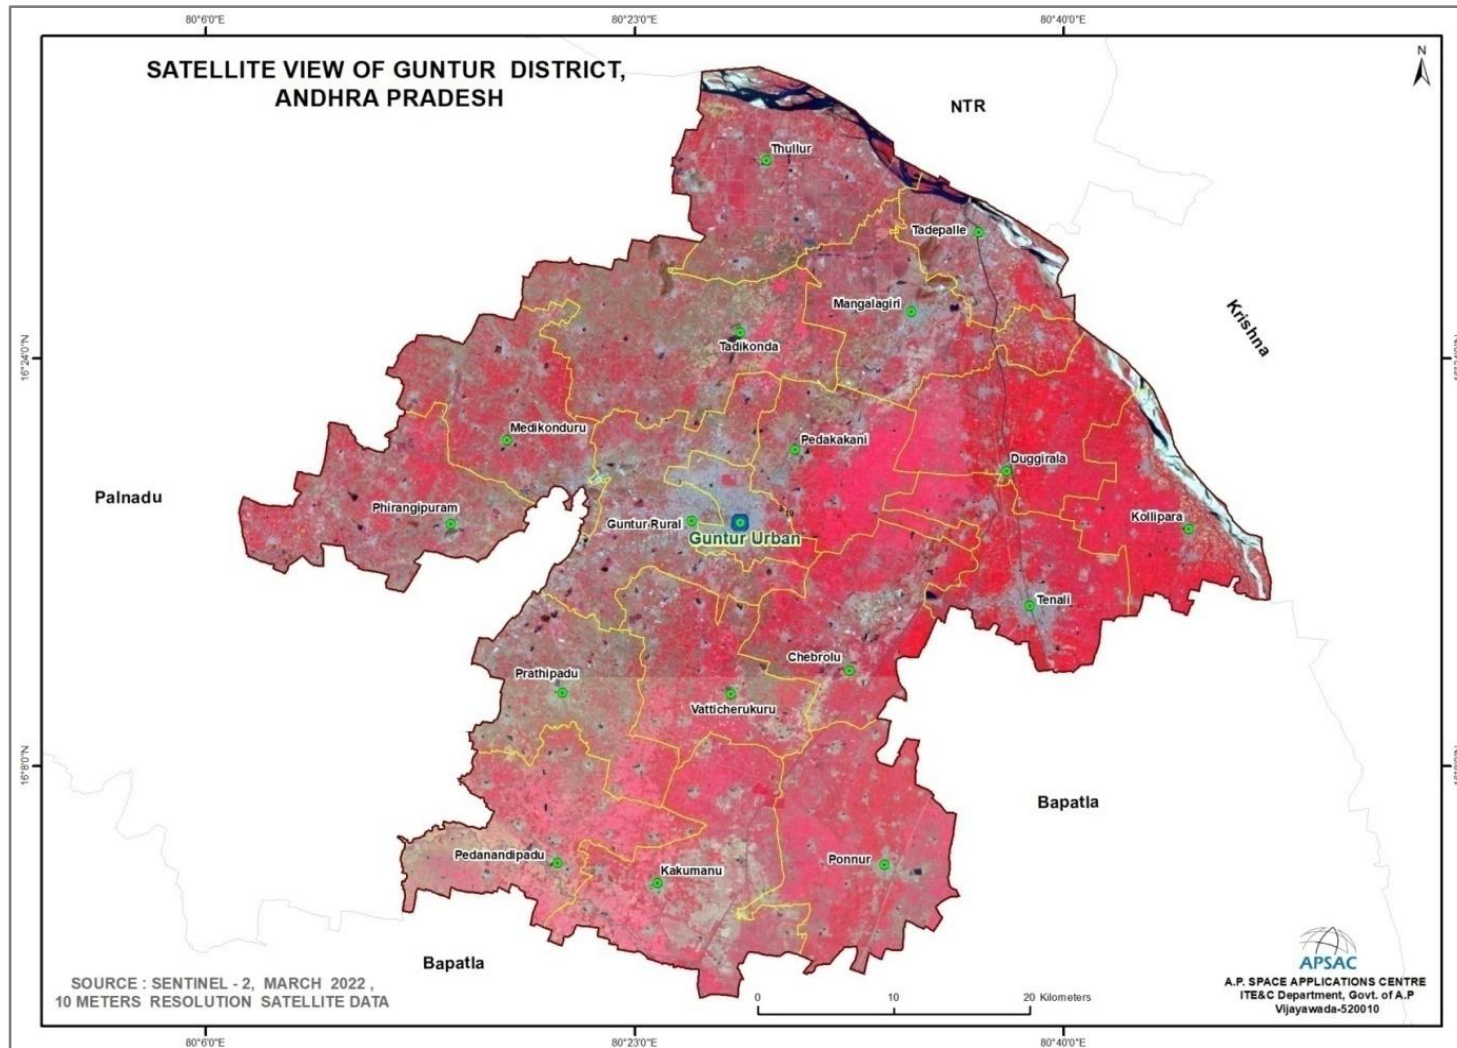 80°6'0"E
80°23'0"E
80°40'0"E
SATELLITE VIEW OF GUNTUR DISTRICT,
ANDHRA PRADESH
N
NTR
Thullur
Tadepalle
Mangalagiri
Krishna
Tadikonda
16°24'0"N
Medikonduru
Pedakakani
Duggirala
Palnadu
Phirangipuram
Guntur Rural
Guntur Urban
Kollipara
Tenali
Chebrolu
Prathipadu
Vatticherukuru
16°8'0"N
Bapatla
Pedanandipadu
Kakumanu
Ponnur
Bapatla
SOURCE : SENTINEL - 2, MARCH 2022 ,
10 METERS RESOLUTION SATELLITE DATA
0 10 20 Kilometers
APSAC
A.P. SPACE APPLICATIONS CENTRE
ITE&C Department, Govt. of A.P
Vijayawada-520010
80°6'0"E
80°23'0"E
80°40'0"E